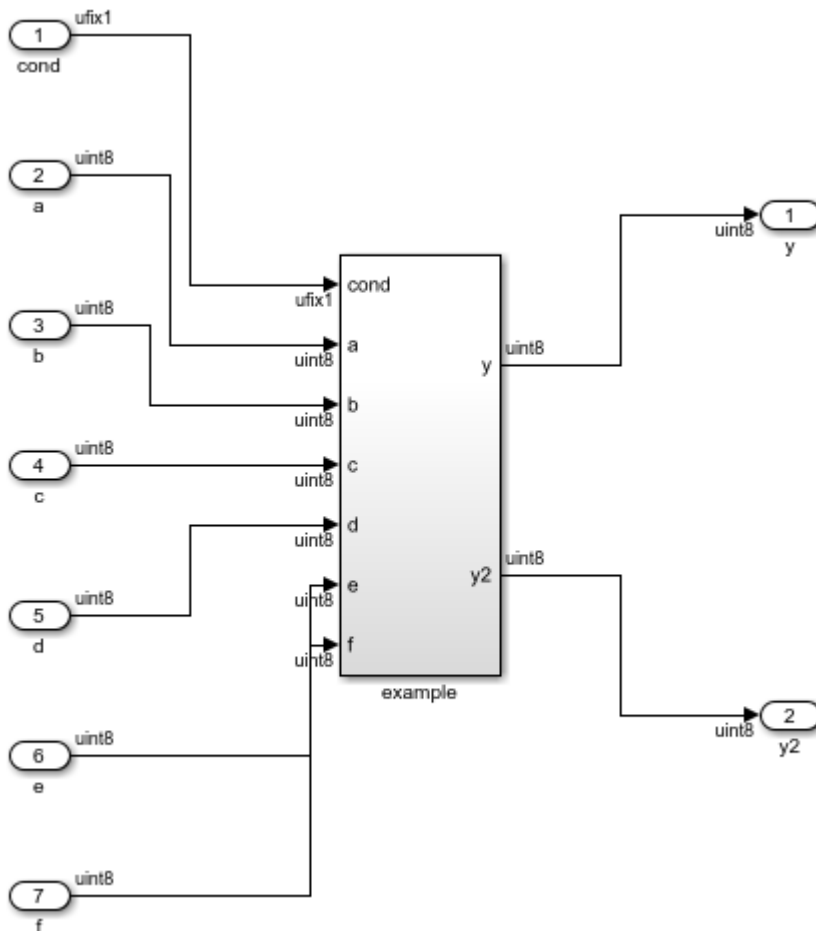 ufix1
1
cond
uint8
2
a
uint8
3
b
uint8
4
c
uint8
5
d
uint8
6
e
uint8
7
f
cond
ufix1
a
uint8
b
uint8
c
uint8
d
uint8
e
uint8
f
uint8
y
y2
example
uint8
uint8
1
uint8
y
2
uint8
y2